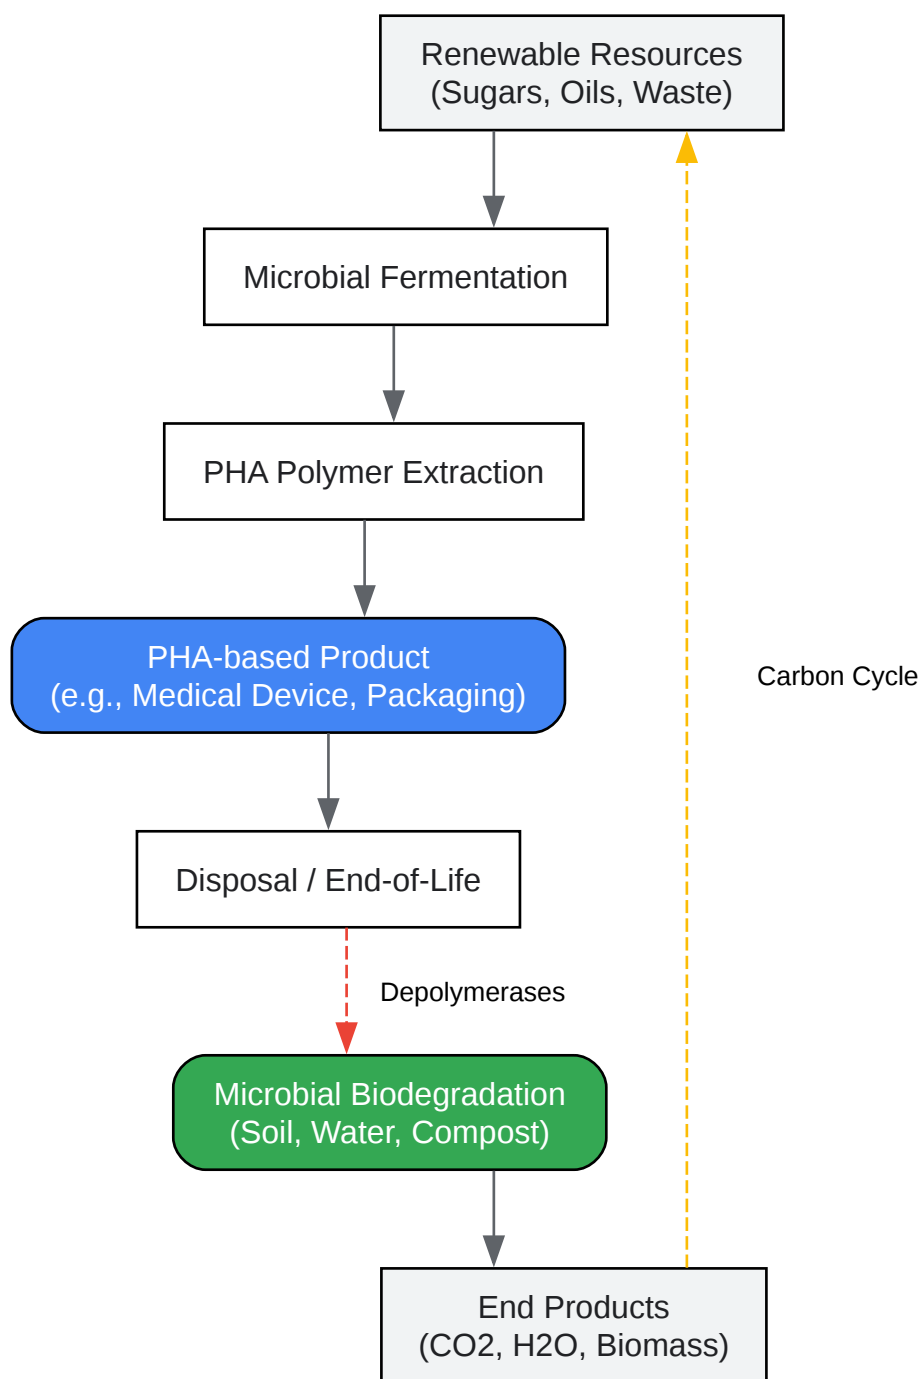 Renewable Resources
(Sugars, Oils, Waste)
Microbial Fermentation
PHA Polymer Extraction
PHA-based Product
(e.g., Medical Device, Packaging)
Carbon Cycle
Disposal / End-of-Life
Depolymerases
Microbial Biodegradation
(Soil, Water, Compost)
End Products
(CO2, H2O, Biomass)